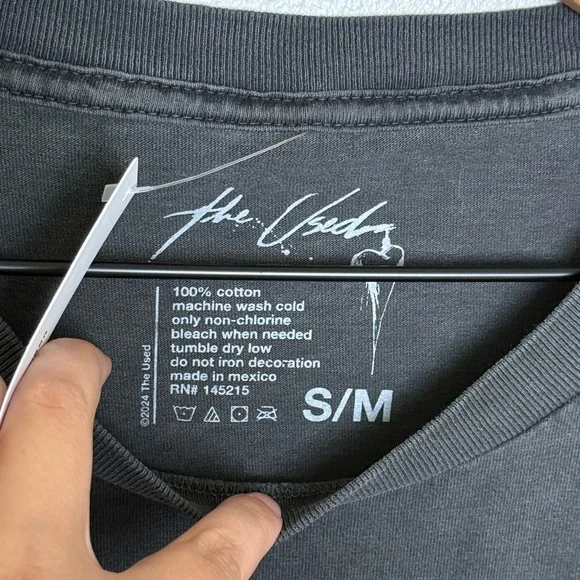 the Used
100% cotton
machine wash cold
only non-chlorine
bleach when needed
tumble dry low
do not iron decoration
made in mexico
RN# 145215
S/M
©2024 The Used